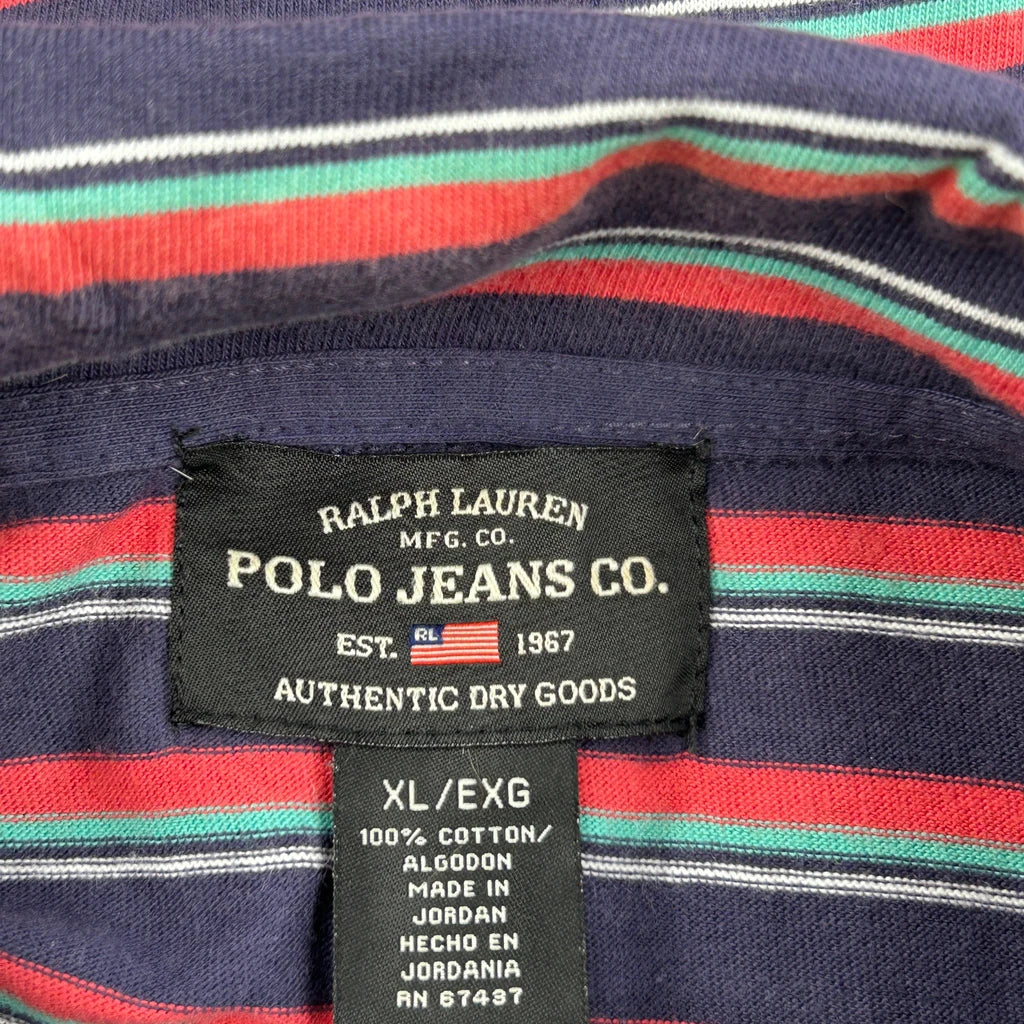 RALPH LAUREN
MFG. CO.
POLO JEANS CO.
EST. RL 1967
AUTHENTIC DRY GOODS
XL/EXG
100% COTTON/
ALGODON
MADE IN
JORDAN
HECHO EN
JORDANIA
RN 67437